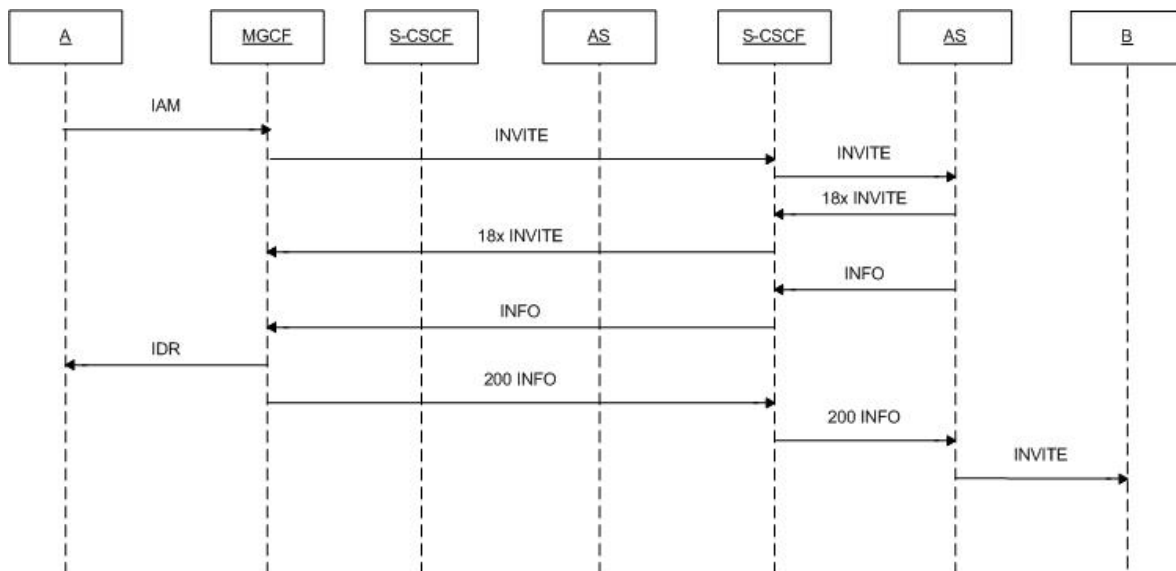 A MGCF S-CSCF AS S-CSCF AS B
IAM
INVITE
INVITE
18x INVITE
18x INVITE
INFO
INFO
IDR
200 INFO
200 INFO
INVITE